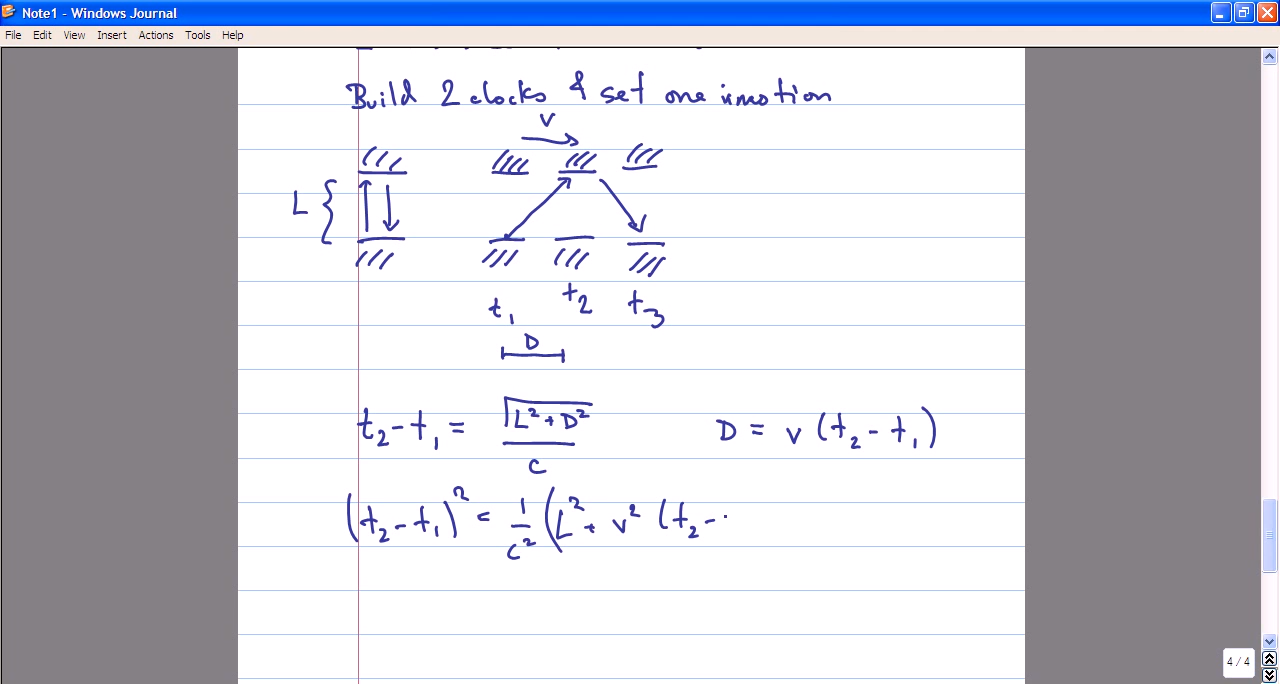 Note1 - Windows Journal
File Edit View Insert Actions Tools Help
Build 2 clocks & set one in motion
v
L {
t₁ t₂ t₃
D
t₂ - t₁ = √(L² + D²) / c D = v (t₂ - t₁)
(t₂ - t₁)² = 1/c² (L² + v² (t₂ -
4 / 4